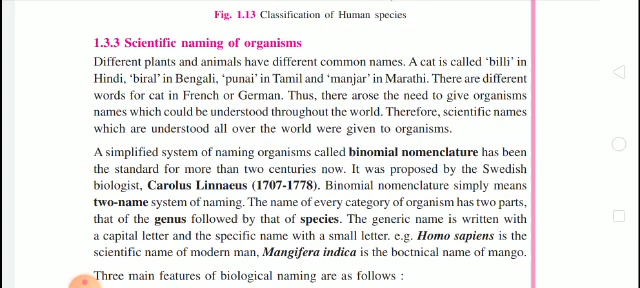 Fig. 1.13 Classification of Human species
1.3.3 Scientific naming of organisms
Different plants and animals have different common names. A cat is called ‘billi’ in
Hindi, ‘biral’ in Bengali, ‘punai’ in Tamil and ‘manjar’ in Marathi. There are different
words for cat in French or German. Thus, there arose the need to give organisms
names which could be understood throughout the world. Therefore, scientific names
which are understood all over the world were given to organisms.
A simplified system of naming organisms called binomial nomenclature has been
the standard for more than two centuries now. It was proposed by the Swedish
biologist, Carolus Linnaeus (1707-1778). Binomial nomenclature simply means
two-name system of naming. The name of every category of organism has two parts,
that of the genus followed by that of species. The generic name is written with
a capital letter and the specific name with a small letter. e.g. Homo sapiens is the
scientific name of modern man, Mangifera indica is the boctnical name of mango.
Three main features of biological naming are as follows :